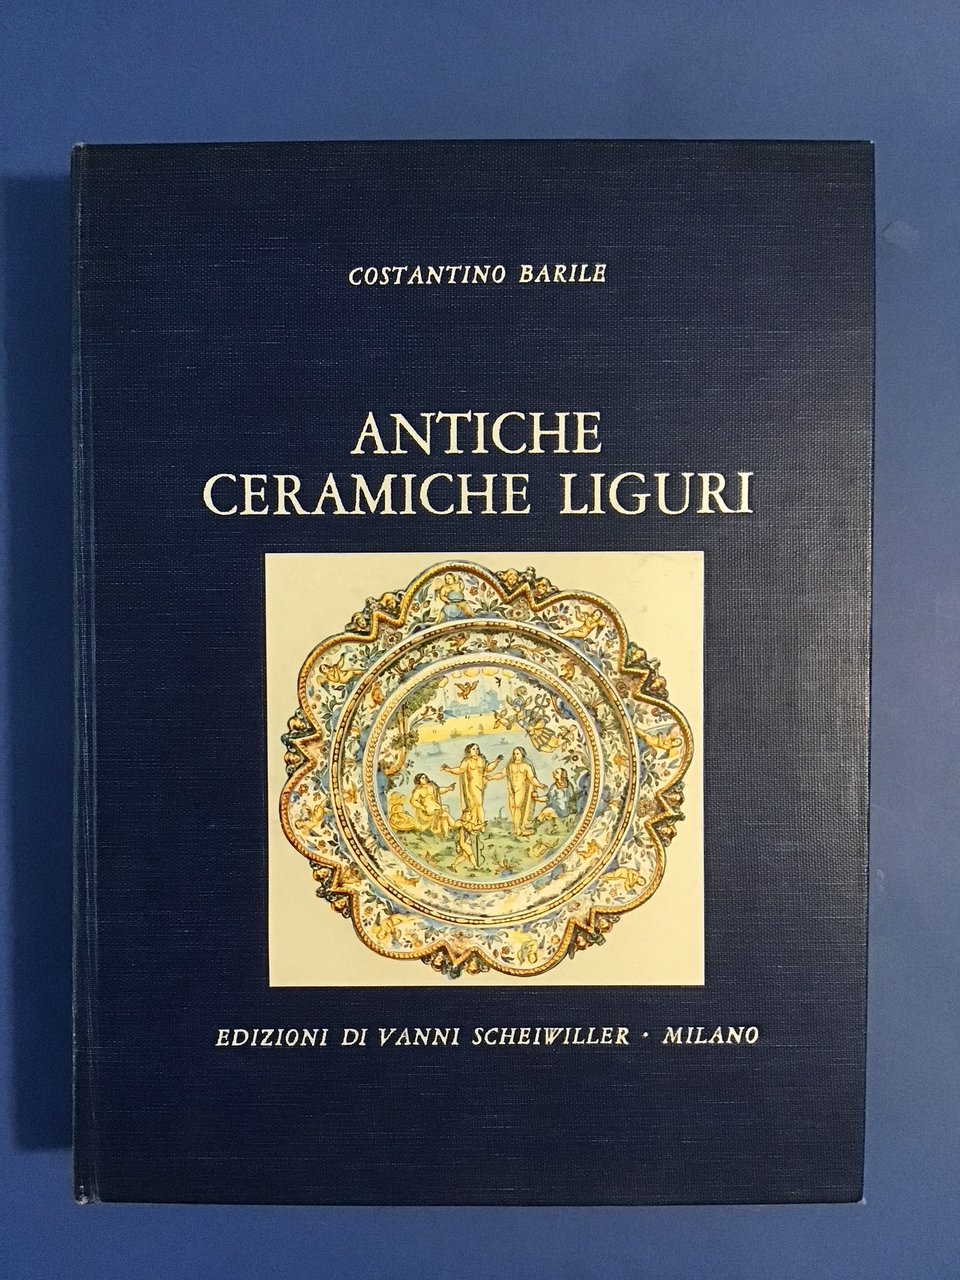 COSTANTINO BARILE
ANTICHE
CERAMICHE LIGURI
EDIZIONI DI VANNI SCHEIWILLER · MILANO